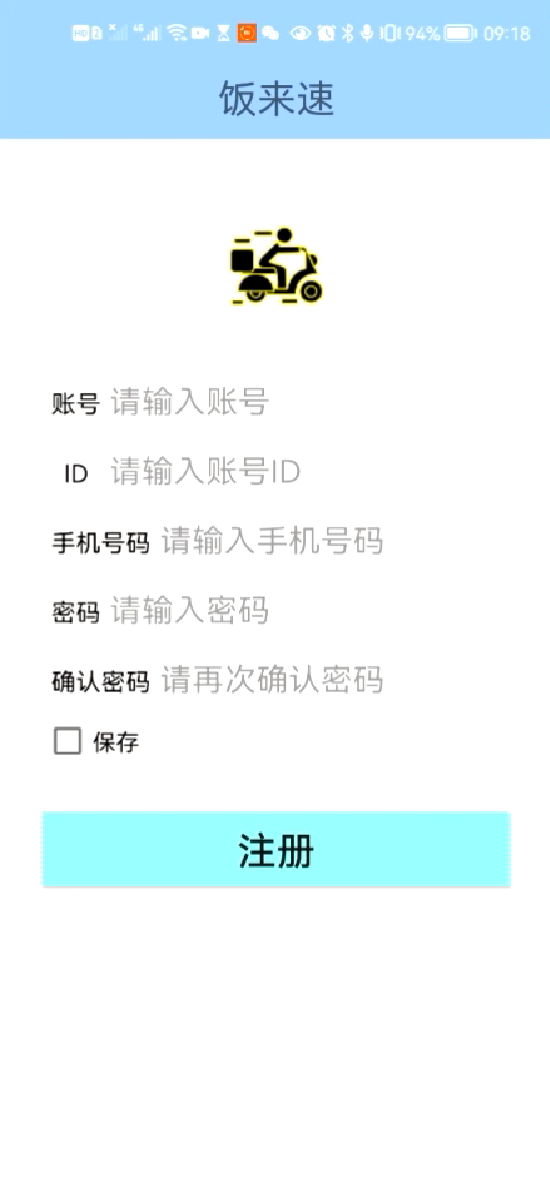 94% 09:18
饭来速
账号 请输入账号
ID 请输入账号ID
手机号码 请输入手机号码
密码 请输入密码
确认密码 请再次确认密码
保存
注册